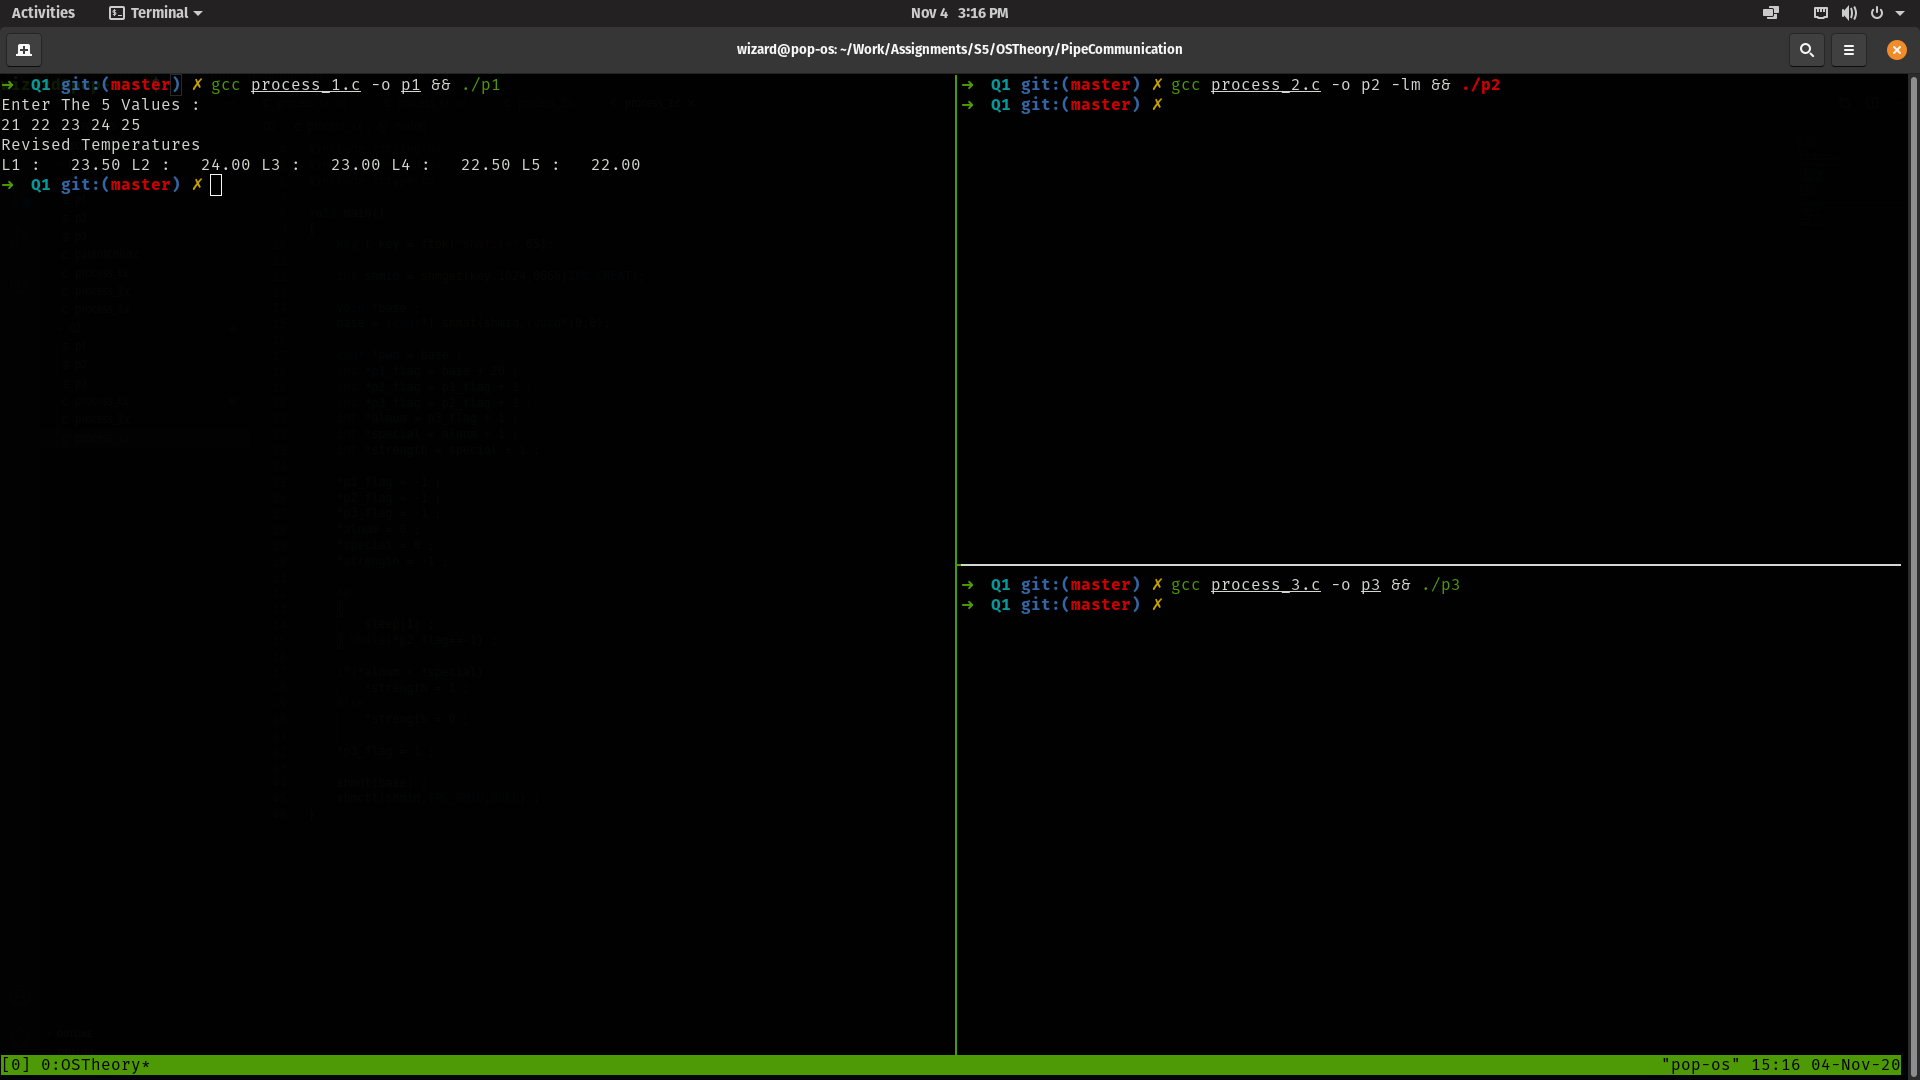 Activities Terminal Nov 4 3:16 PM
wizard@pop-os: ~/Work/Assignments/S5/OSTheory/PipeCommunication
➜ Q1 git:(master) ✗ gcc process_1.c -o p1 && ./p1
Enter The 5 Values :
21 22 23 24 25
Revised Temperatures
L1 : 23.50 L2 : 24.00 L3 : 23.00 L4 : 22.50 L5 : 22.00
➜ Q1 git:(master) ✗
➜ Q1 git:(master) ✗ gcc process_2.c -o p2 -lm && ./p2
➜ Q1 git:(master) ✗
➜ Q1 git:(master) ✗ gcc process_3.c -o p3 && ./p3
➜ Q1 git:(master) ✗
[0] 0:OSTheory* "pop-os" 15:16 04-Nov-20